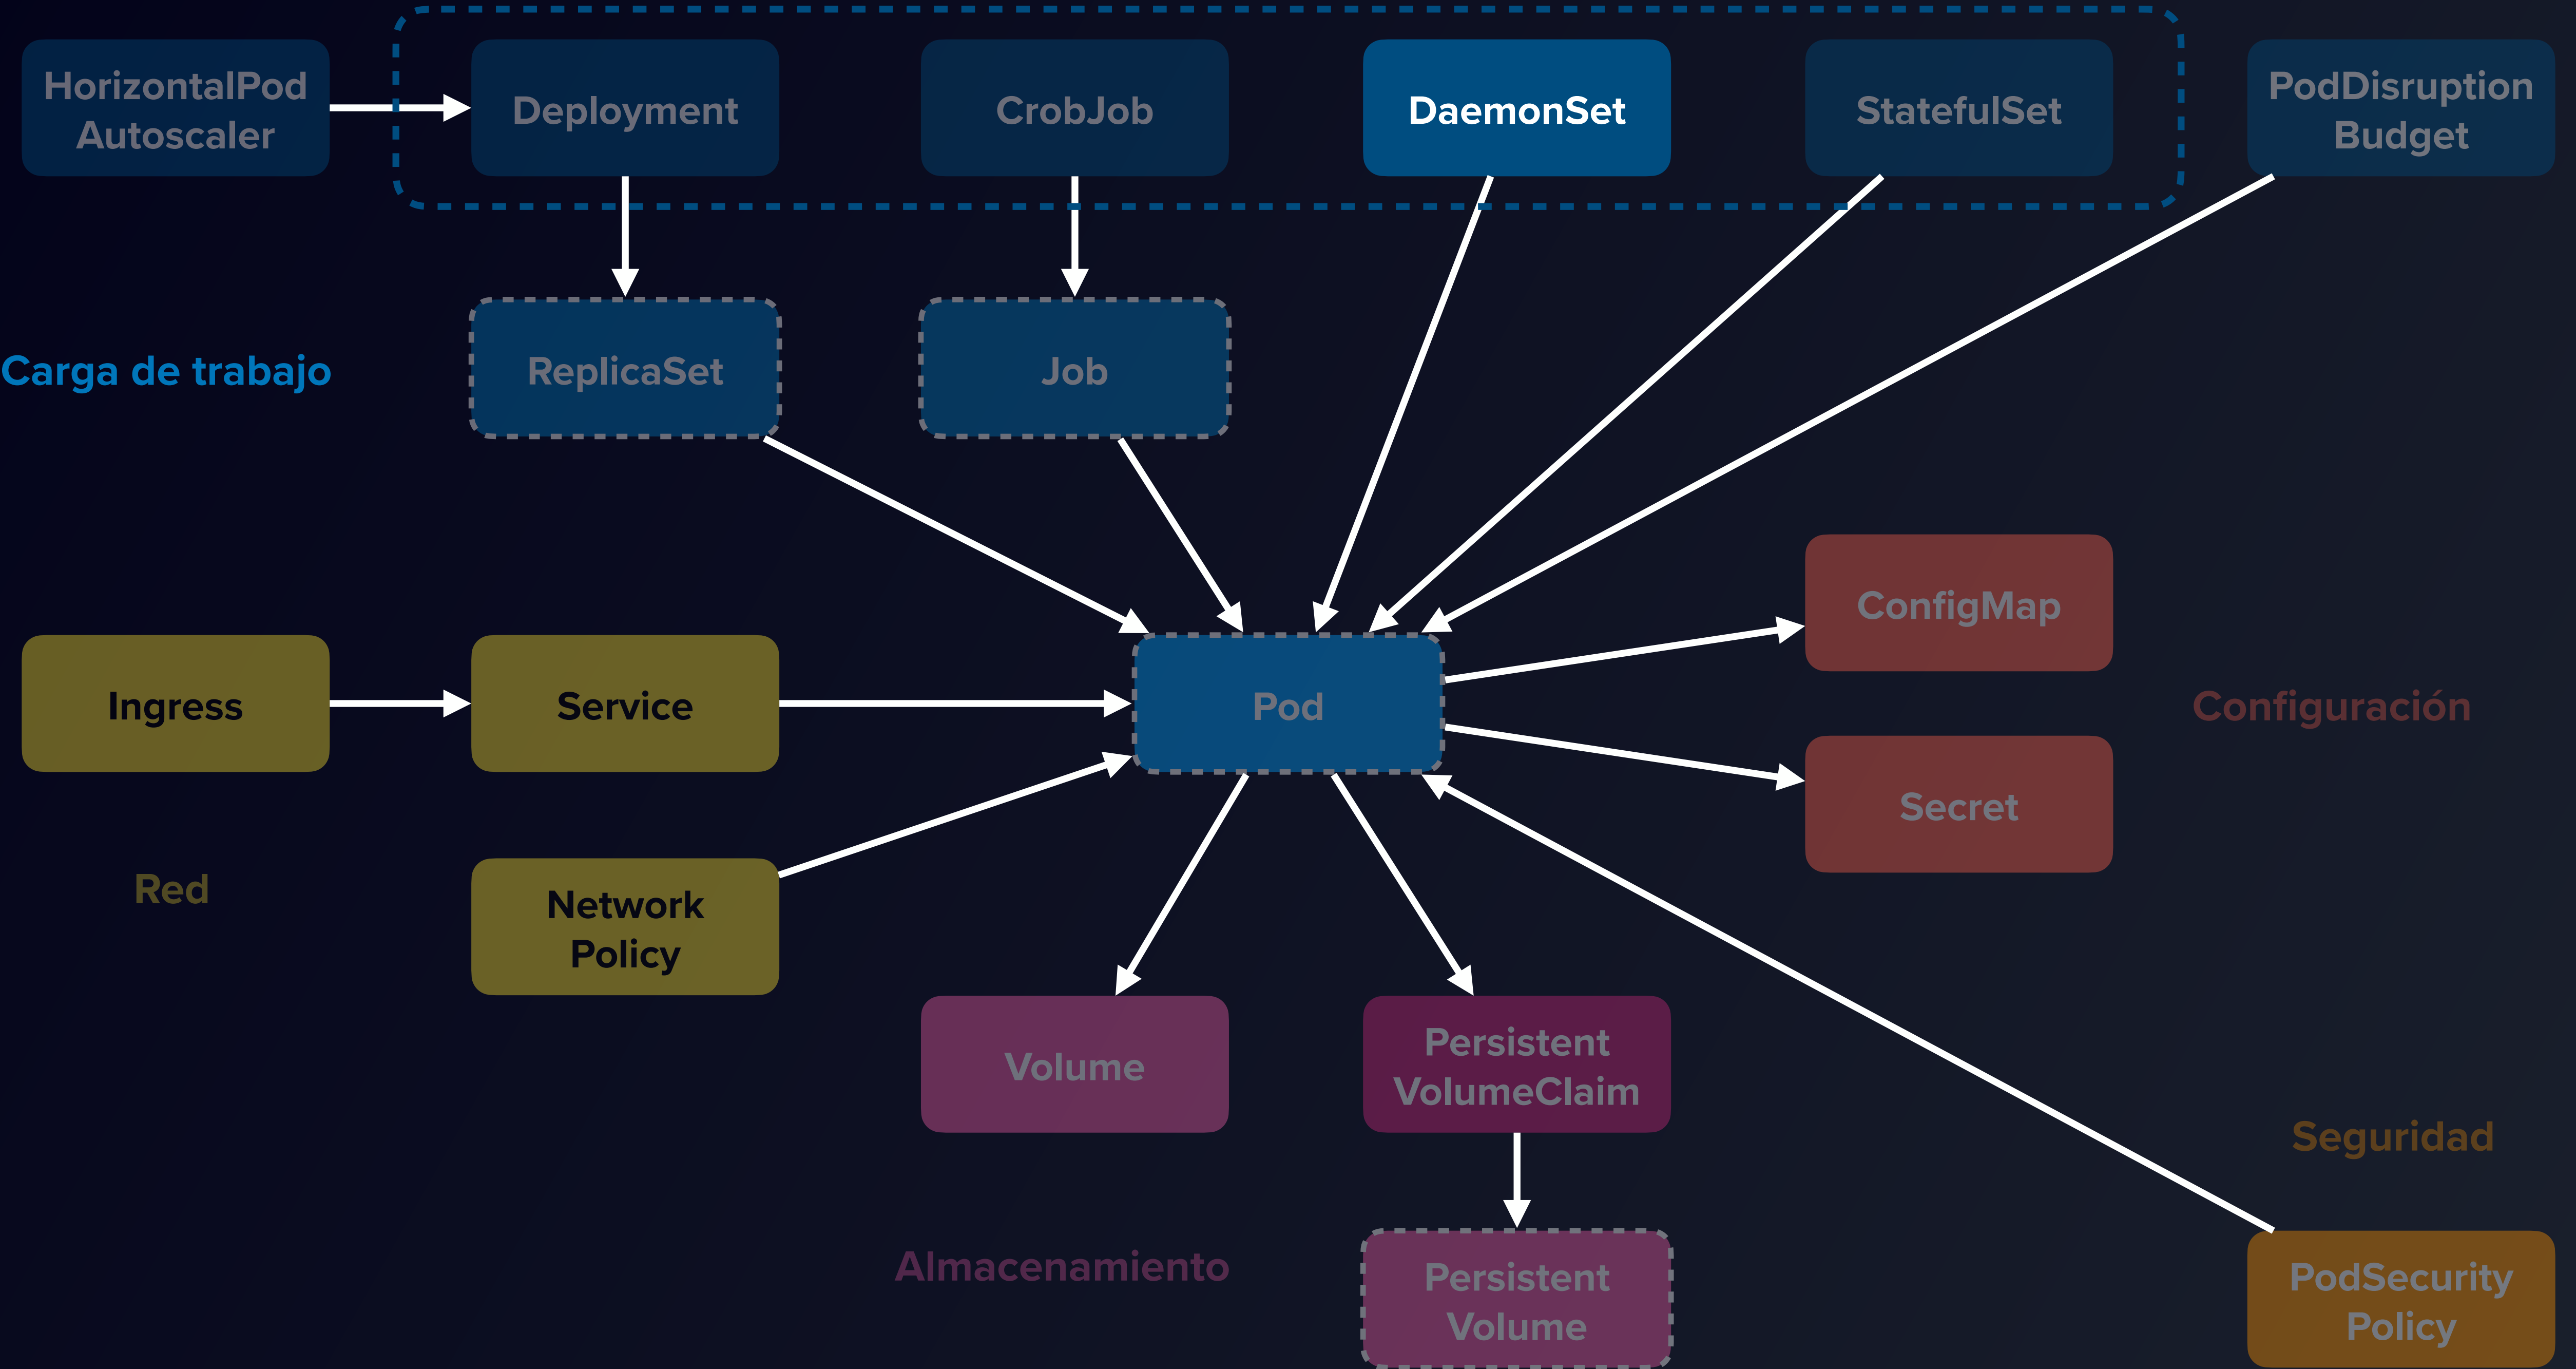 HorizontalPod
Autoscaler
Deployment
CrobJob
DaemonSet
StatefulSet
PodDisruption
Budget
Carga de trabajo
ReplicaSet
Job
ConfigMap
Ingress
Service
Pod
Configuración
Secret
Red
Network
Policy
Volume
Persistent
VolumeClaim
Seguridad
Almacenamiento
Persistent
Volume
PodSecurity
Policy